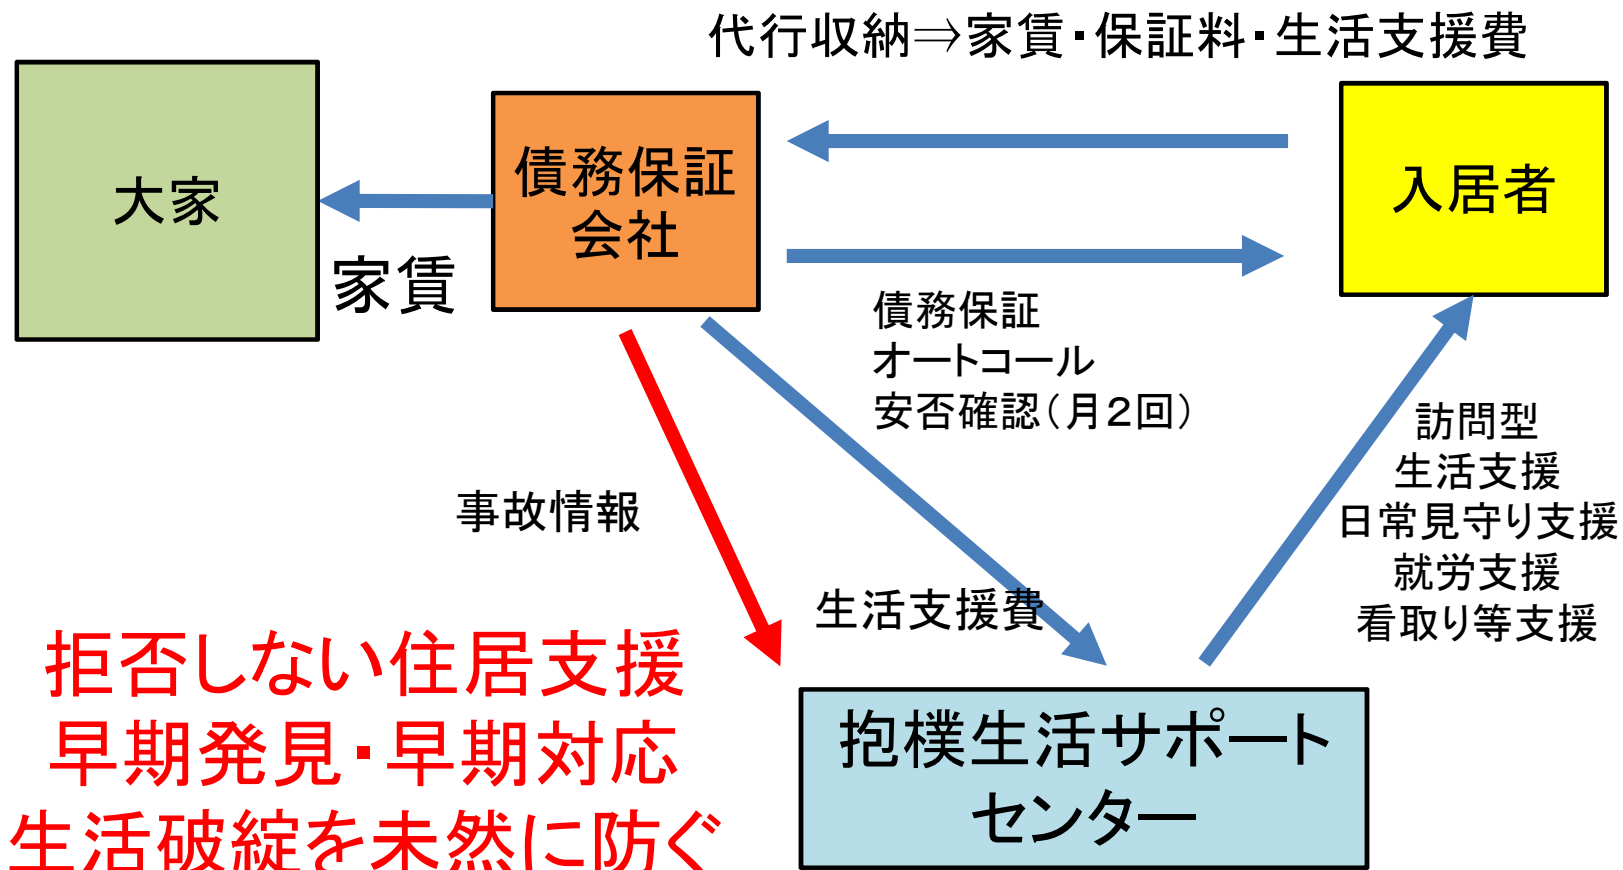 代行収納⇒家賃・保証料・生活支援費
大家
債務保証
会社
入居者
家賃
債務保証
オートコール
安否確認（月２回）
訪問型
生活支援
日常見守り支援
就労支援
看取り等支援
事故情報
生活支援費
拒否しない住居支援
早期発見・早期対応
生活破綻を未然に防ぐ
抱樸生活サポート
センター